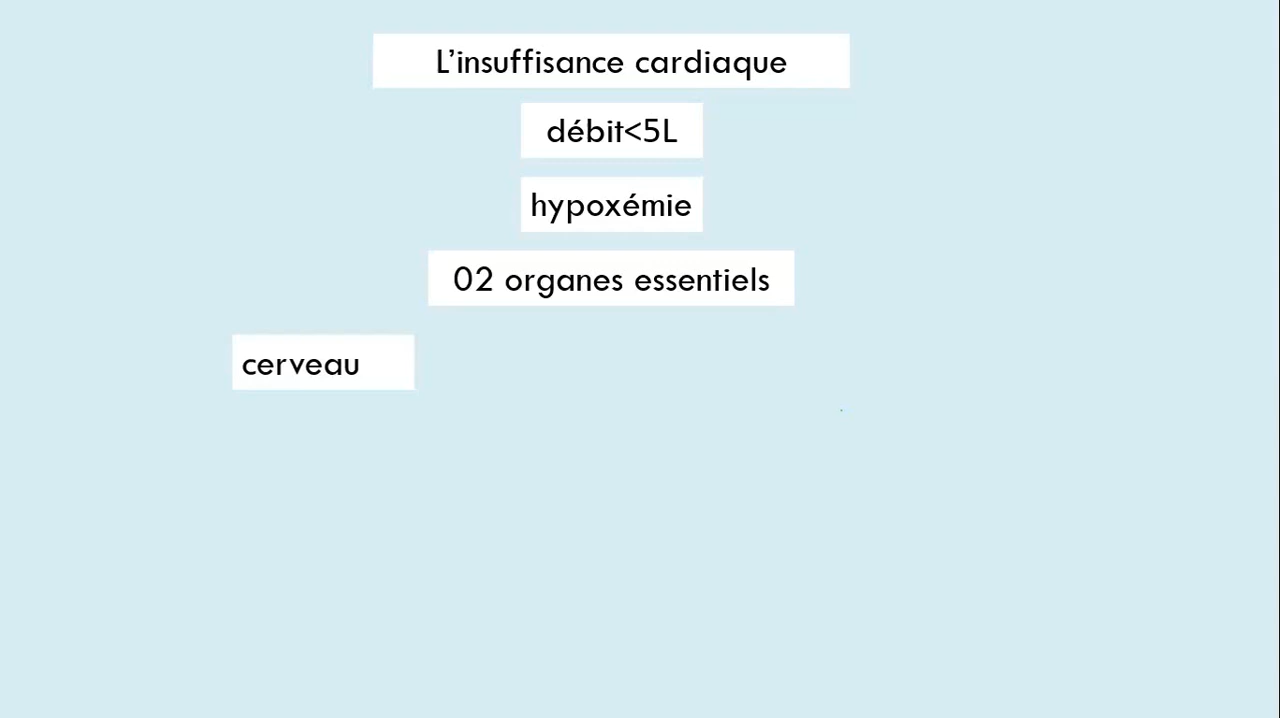 L’insuffisance cardiaque
débit<5L
hypoxémie
02 organes essentiels
cerveau